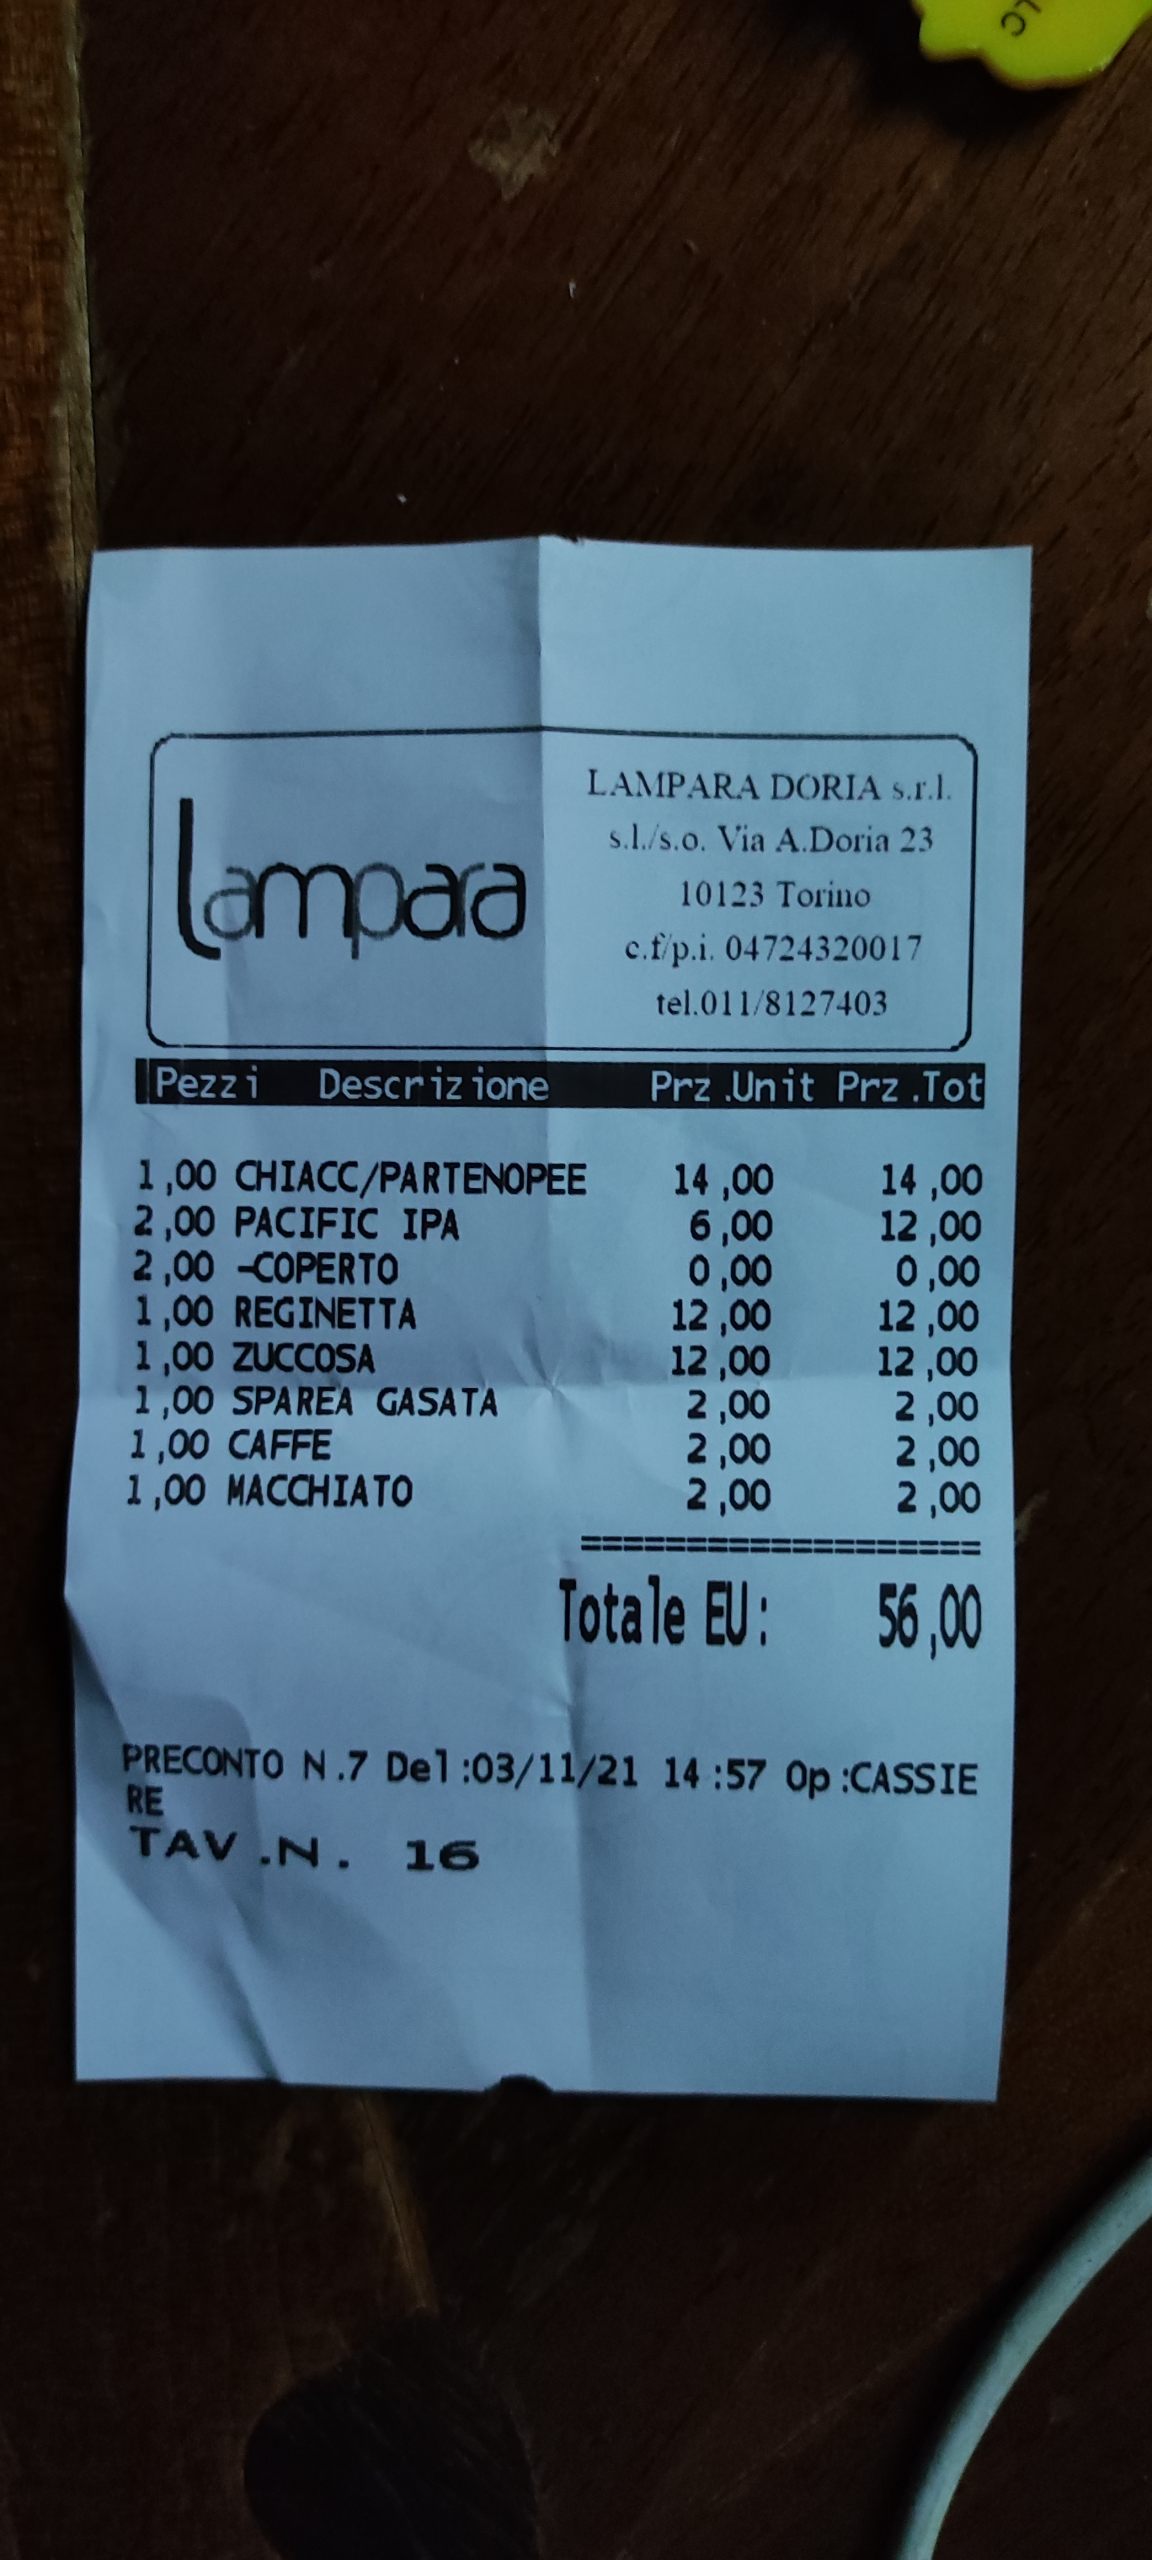 Lampara
LAMPARA DORIA s.r.l.
s.l./s.o. Via A.Doria 23
10123 Torino
c.f/p.i. 04724320017
tel.011/8127403
Pezzi Descrizione Prz.Unit Prz.Tot
1,00 CHIACC/PARTENOPEE 14,00 14,00
2,00 PACIFIC IPA 6,00 12,00
2,00 -COPERTO 0,00 0,00
1,00 REGINETTA 12,00 12,00
1,00 ZUCCOSA 12,00 12,00
1,00 SPAREA GASATA 2,00 2,00
1,00 CAFFE 2,00 2,00
1,00 MACCHIATO 2,00 2,00
===================
Totale EU: 56,00
PRECONTO N.7 Del:03/11/21 14:57 Op:CASSIE
RE
TAV.N. 16